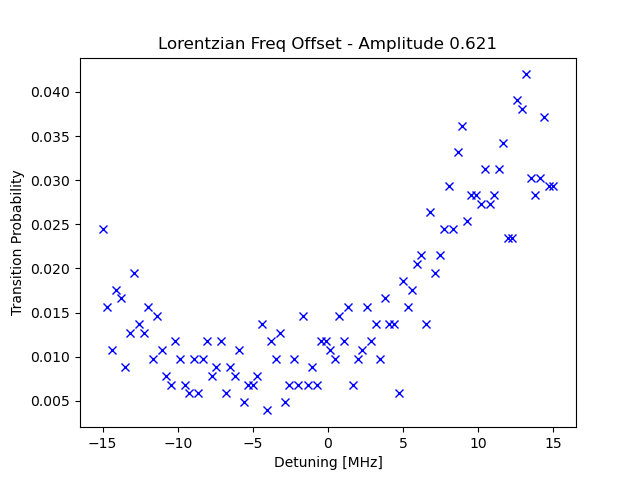 Lorentzian Freq Offset - Amplitude 0.621
0.040
0.035
0.030
0.025
0.020
0.015
0.010
0.005
Transition Probability
−15 −10 −5 0 5 10 15
Detuning [MHz]